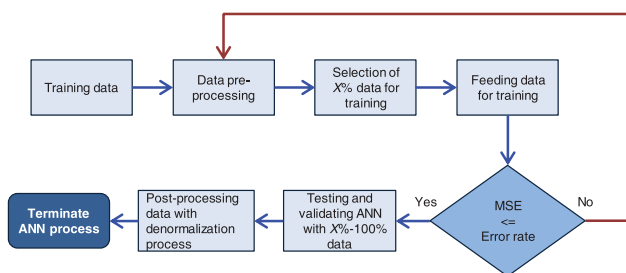 Training data
Data pre-
processing
Selection of
X% data for
training
Feeding data
for training
MSE
<=
Error rate
No
Yes
Testing and
validating ANN
with X%-100%
data
Post-processing
data with
denormalization
process
Terminate
ANN process